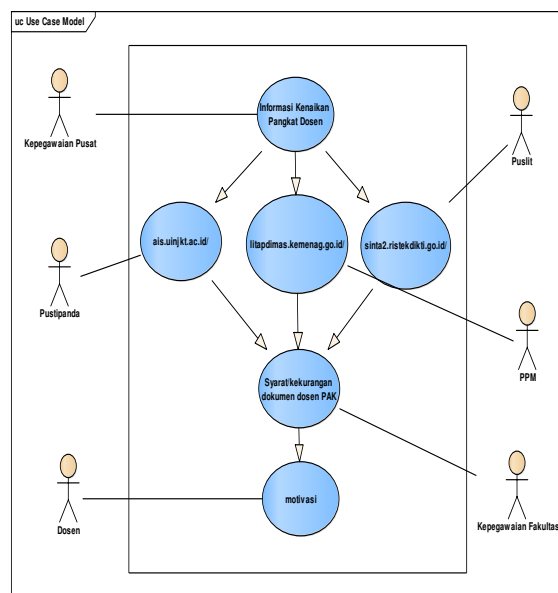 uc Use Case Model
Informasi Kenaikan
Pangkat Dosen
Kepegawaian Pusat
Puslit
ais.uinjkt.ac.id/
litapdimas.kemenag.go.id/
sinta2.ristekdikti.go.id/
Pustipanda
PPM
Syarat/kekurangan
dokumen dosen PAK
motivasi
Dosen
Kepegawaian Fakultas